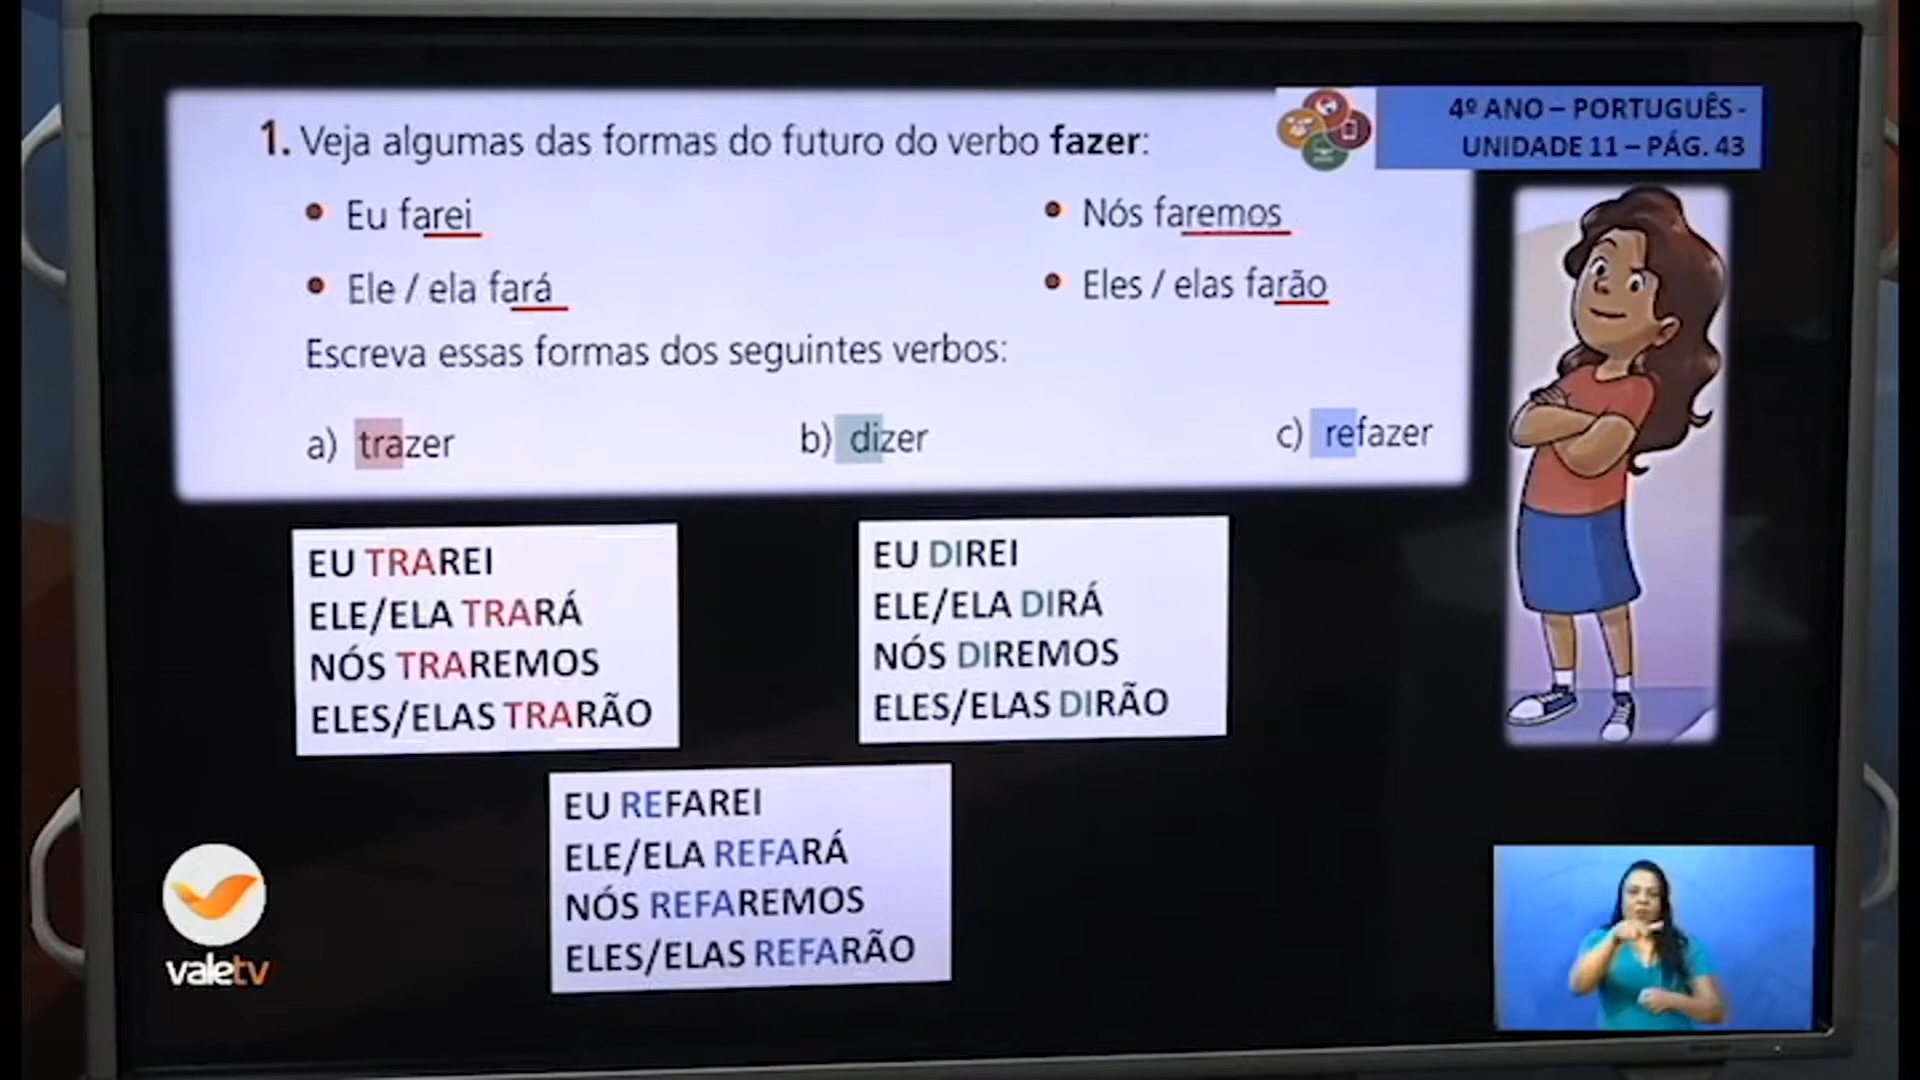 4º ANO – PORTUGUÊS -
UNIDADE 11 – PÁG. 43
1. Veja algumas das formas do futuro do verbo fazer:
• Eu farei
• Nós faremos
• Ele / ela fará
• Eles / elas farão
Escreva essas formas dos seguintes verbos:
a) trazer
b) dizer
c) refazer
EU TRAREI
ELE/ELA TRARÁ
NÓS TRAREMOS
ELES/ELAS TRARÃO
EU DIREI
ELE/ELA DIRÁ
NÓS DIREMOS
ELES/ELAS DIRÃO
EU REFAREI
ELE/ELA REFARÁ
NÓS REFAREMOS
ELES/ELAS REFARÃO
valetv